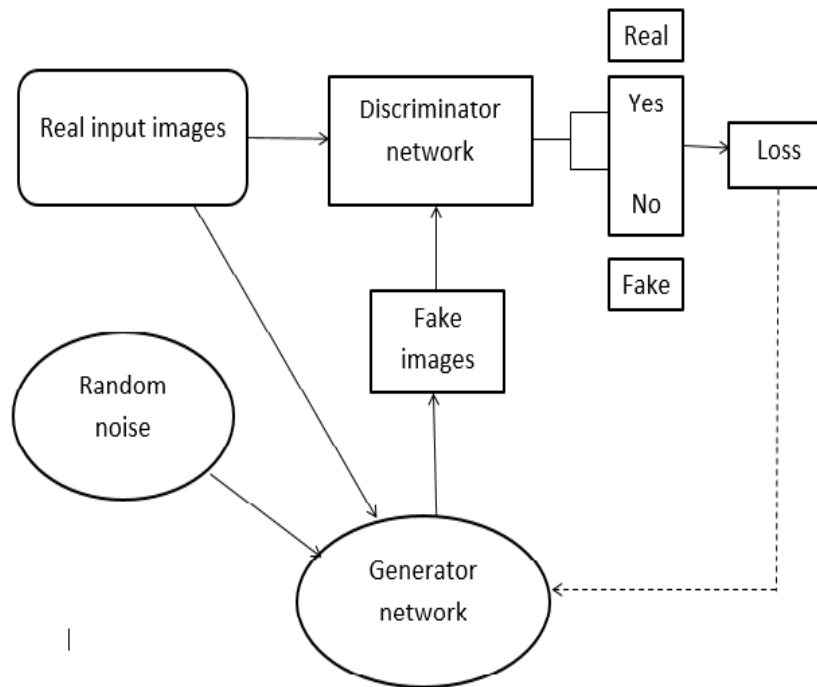 Real
Real input images
Discriminator
network
Yes
No
Loss
Fake
Fake
images
Random
noise
Generator
network